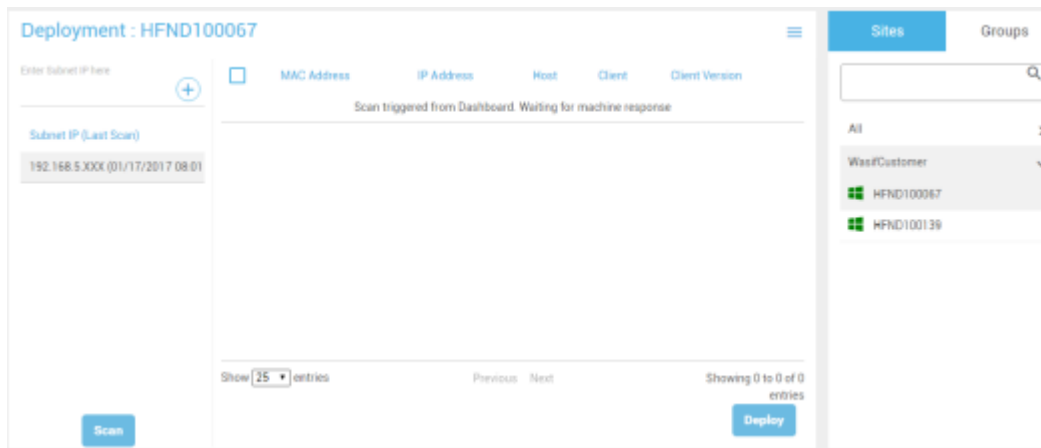 Deployment : HFND100067
Enter Subnet IP here
Subnet IP (Last Scan)
192.168.5.XXX (01/17/2017 08:01
MAC Address IP Address Host Client Client Version
Scan triggered from Dashboard. Waiting for machine response
Show 25 entries
Previous Next
Showing 0 to 0 of 0
entries
Scan
Deploy
Sites Groups
All
WasifCustomer
HFND100067
HFND100139